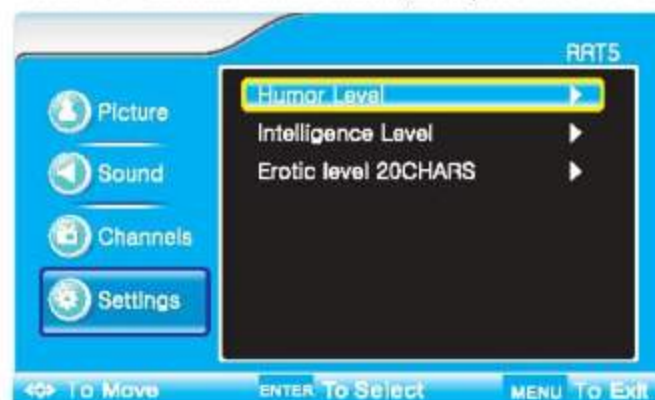 RRT5
Picture
Sound
Channels
Settings
Humor Level
Intelligence Level
Erotic level 20CHARS
To Move
ENTER To Select
MENU To Exit